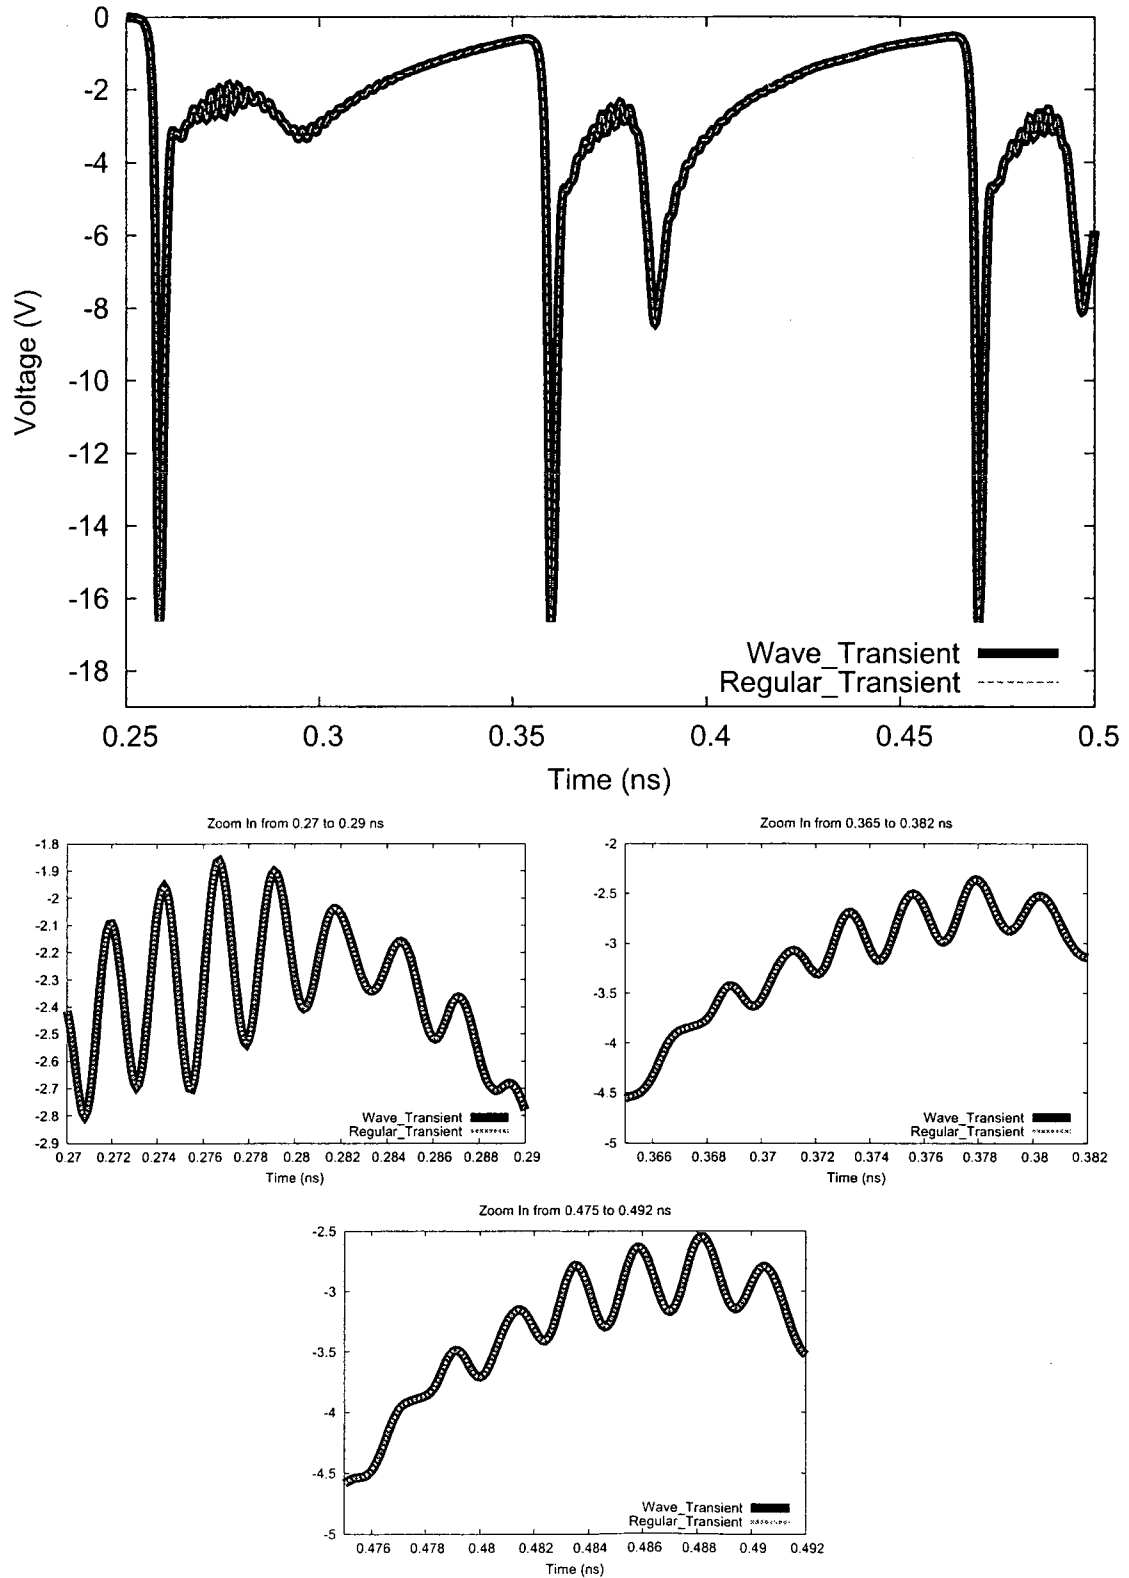 0
-2
-4
-6
-8
-10
-12
-14
-16
-18
Voltage (V)
Wave_Transient
Regular_Transient
0.25 0.3 0.35 0.4 0.45 0.5
Time (ns)
Zoom In from 0.27 to 0.29 ns
-1.8
-1.9
-2
-2.1
-2.2
-2.3
-2.4
-2.5
-2.6
-2.7
-2.8
-2.9
Wave_Transient
Regular_Transient
0.27 0.272 0.274 0.276 0.278 0.28 0.282 0.284 0.286 0.288 0.29
Time (ns)
Zoom In from 0.365 to 0.382 ns
-2
-2.5
-3
-3.5
-4
-4.5
-5
Wave_Transient
Regular_Transient
0.366 0.368 0.37 0.372 0.374 0.376 0.378 0.38 0.382
Time (ns)
Zoom In from 0.475 to 0.492 ns
-2.5
-3
-3.5
-4
-4.5
-5
Wave_Transient
Regular_Transient
0.476 0.478 0.48 0.482 0.484 0.486 0.488 0.49 0.492
Time (ns)